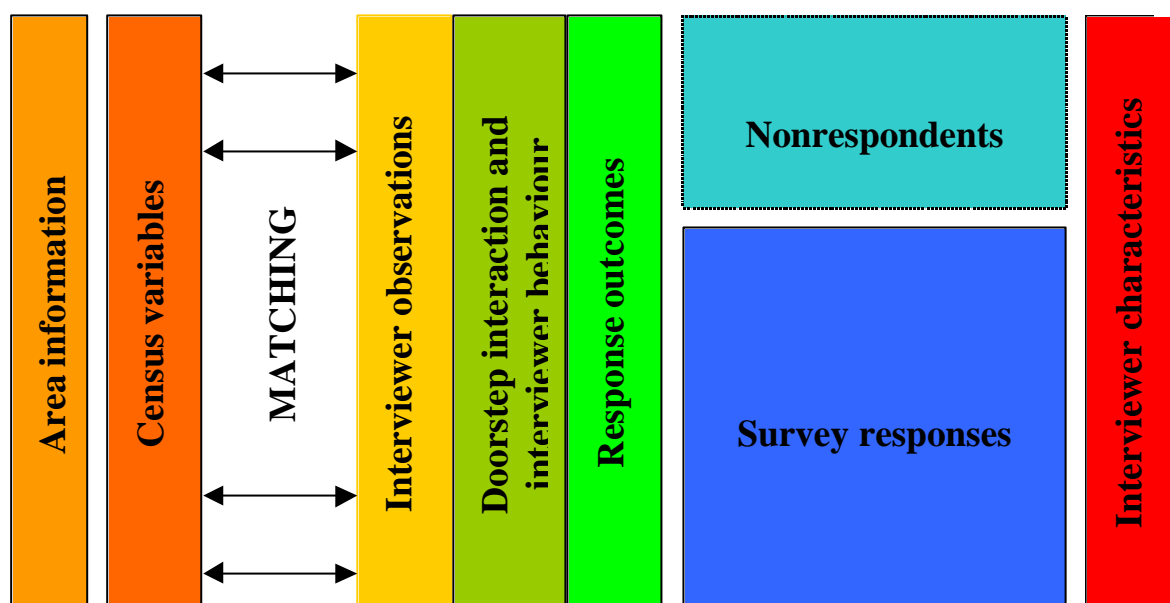 Area information
Census variables
MATCHING
Interviewer observations
Doorstep interaction and
interviewer behaviour
Response outcomes
Nonrespondents
Survey responses
Interviewer characteristics